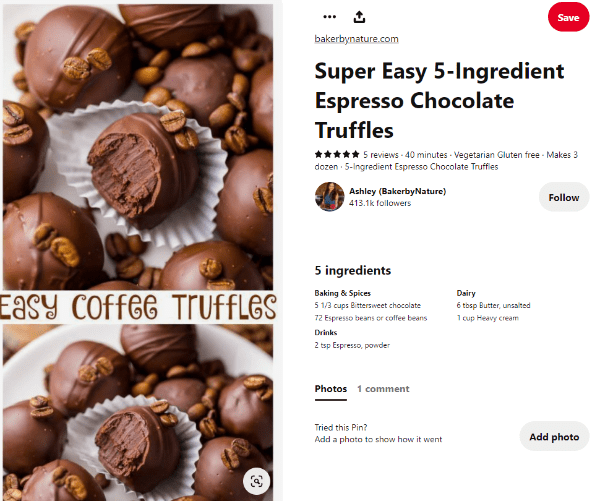 Save
bakerbynature.com
Super Easy 5-Ingredient
Espresso Chocolate
Truffles
5 reviews · 40 minutes · Vegetarian Gluten free · Makes 3
dozen · 5-Ingredient Espresso Chocolate Truffles
Ashley (BakerbyNature)
413.1k followers
Follow
EASY COFFEE TRUFFLES
5 ingredients
Baking & Spices
5 1/3 cups Bittersweet chocolate
72 Espresso beans or coffee beans
Drinks
2 tsp Espresso, powder
Dairy
6 tbsp Butter, unsalted
1 cup Heavy cream
Photos 1 comment
Tried this Pin?
Add a photo to show how it went
Add photo